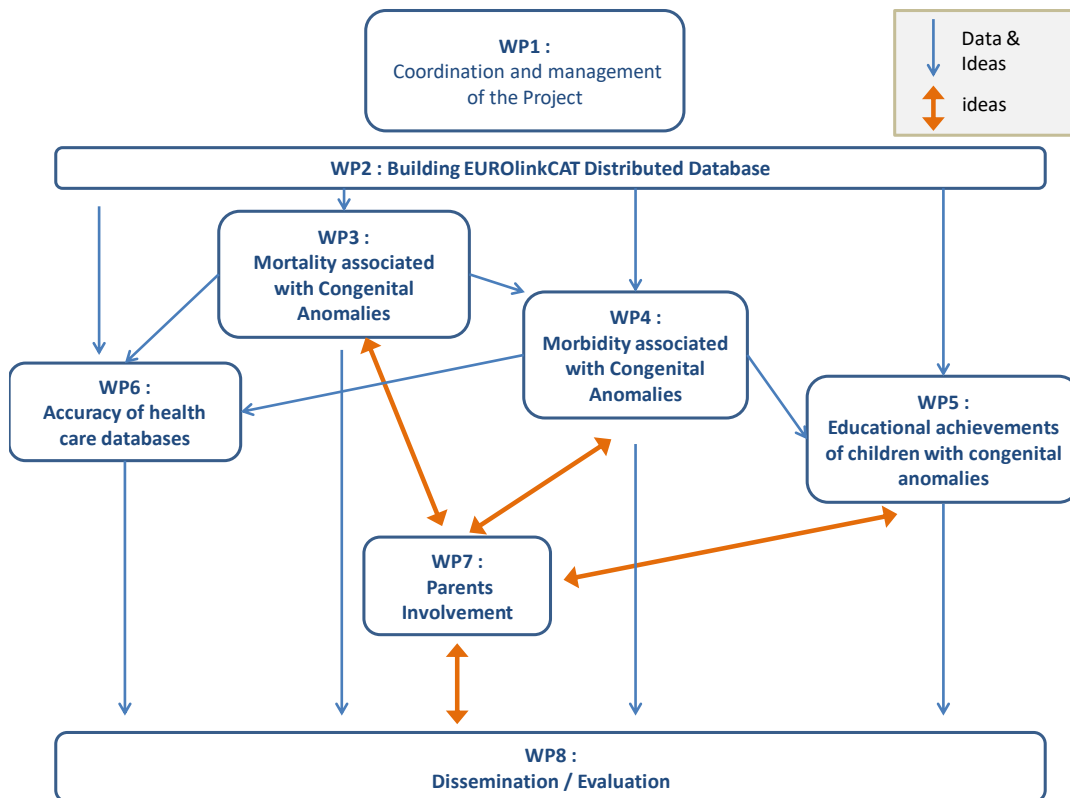 WP1 :
Coordination and management
of the Project
Data &
Ideas
ideas
WP2 : Building EUROlinkCAT Distributed Database
WP3 :
Mortality associated
with Congenital
Anomalies
WP4 :
Morbidity associated
with Congenital
Anomalies
WP6 :
Accuracy of health
care databases
WP5 :
Educational achievements
of children with congenital
anomalies
WP7 :
Parents
Involvement
WP8 :
Dissemination / Evaluation